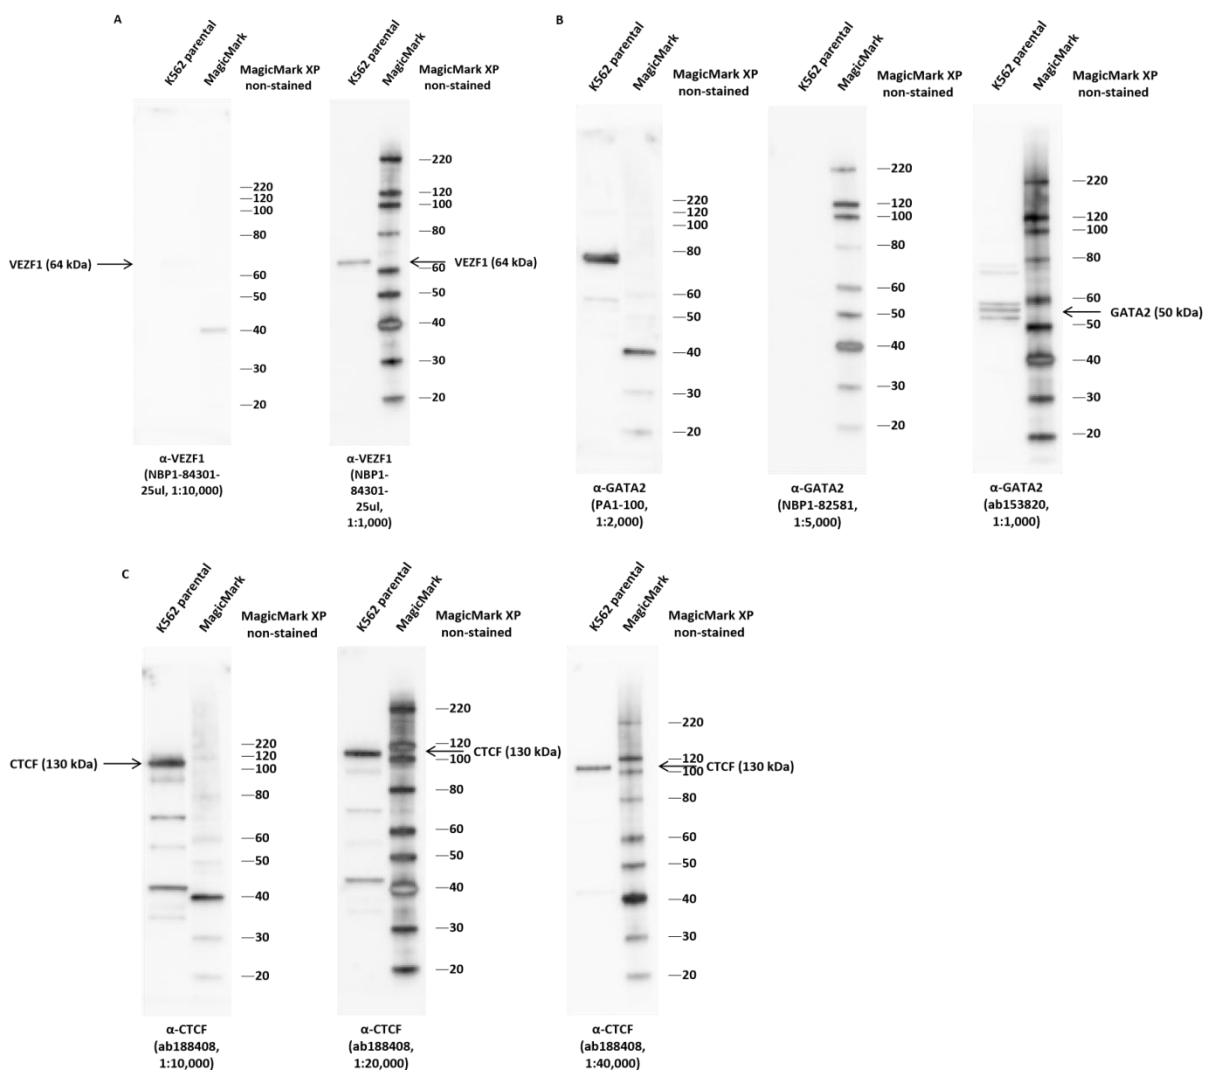 A
K562 parental
MagicMark
MagicMark XP
non-stained
—220
—120
—100
—80
—60
—50
—40
—30
—20
VEZF1 (64 kDa)
α-VEZF1
(NBP1-84301-
25ul, 1:10,000)
K562 parental
MagicMark
MagicMark XP
non-stained
—220
—120
—100
—80
—60
—50
—40
—30
—20
VEZF1 (64 kDa)
α-VEZF1
(NBP1-
84301-
25ul,
1:1,000)
B
K562 parental
MagicMark
MagicMark XP
non-stained
—220
—120
—100
—80
—60
—50
—40
—30
—20
α-GATA2
(PA1-100,
1:2,000)
K562 parental
MagicMark
MagicMark XP
non-stained
—220
—120
—100
—80
—60
—50
—40
—30
—20
α-GATA2
(NBP1-82581,
1:5,000)
K562 parental
MagicMark
MagicMark XP
non-stained
—220
—120
—100
—80
—60
—50
—40
—30
—20
GATA2 (50 kDa)
α-GATA2
(ab153820,
1:1,000)
C
K562 parental
MagicMark
MagicMark XP
non-stained
—220
—120
—100
—80
—60
—50
—40
—30
—20
CTCF (130 kDa)
α-CTCF
(ab188408,
1:10,000)
K562 parental
MagicMark
MagicMark XP
non-stained
—220
—120
—100
—80
—60
—50
—40
—30
—20
CTCF (130 kDa)
α-CTCF
(ab188408,
1:20,000)
K562 parental
MagicMark
MagicMark XP
non-stained
—220
—120
—100
—80
—60
—50
—40
—30
—20
CTCF (130 kDa)
α-CTCF
(ab188408,
1:40,000)